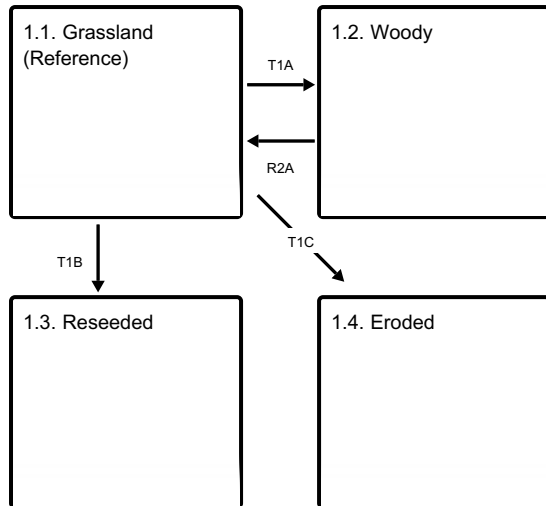 1.1. Grassland
(Reference)
1.2. Woody
T1A
R2A
T1B
T1C
1.3. Reseeded
1.4. Eroded